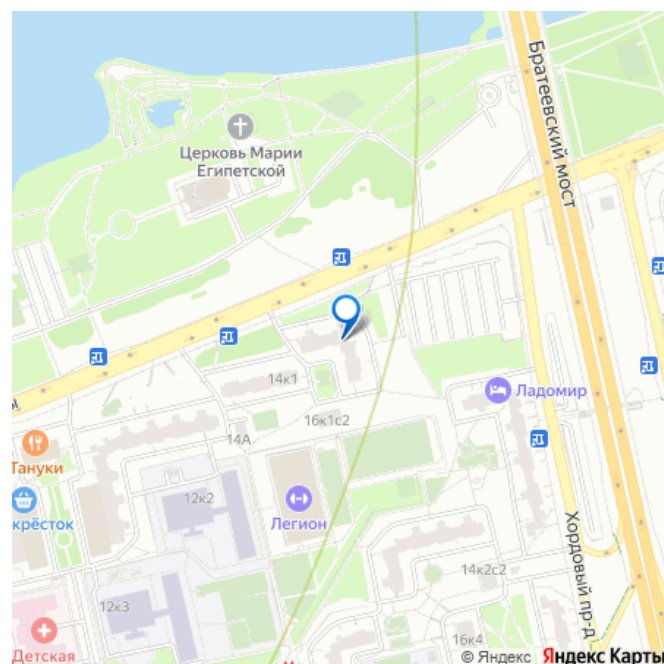 Братеевский мост
Церковь Марии
Египетской
14к1
Ладомир
16к1с2
14А
Тануки
12к2
крёсток
Легион
Хордовый пр-д
14к2с2
12к3
16к4
Детская
© Яндекс Яндекс Карты